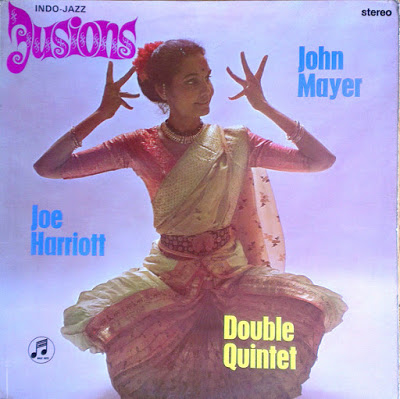 INDO-JAZZ
Fusions
stereo
John
Mayer
Joe
Harriott
Double
Quintet